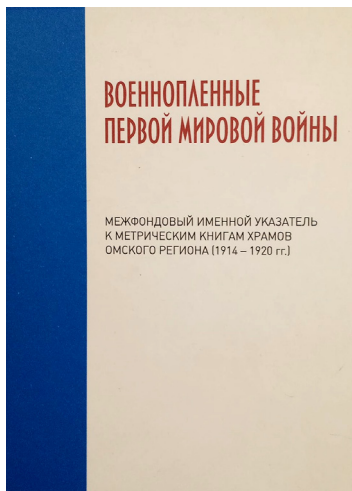 ВОЕННОПЛЕННЫЕ
ПЕРВОЙ МИРОВОЙ ВОЙНЫ
МЕЖФОНДОВЫЙ ИМЕННОЙ УКАЗАТЕЛЬ
К МЕТРИЧЕСКИМ КНИГАМ ХРАМОВ
ОМСКОГО РЕГИОНА (1914 – 1920 гг.)